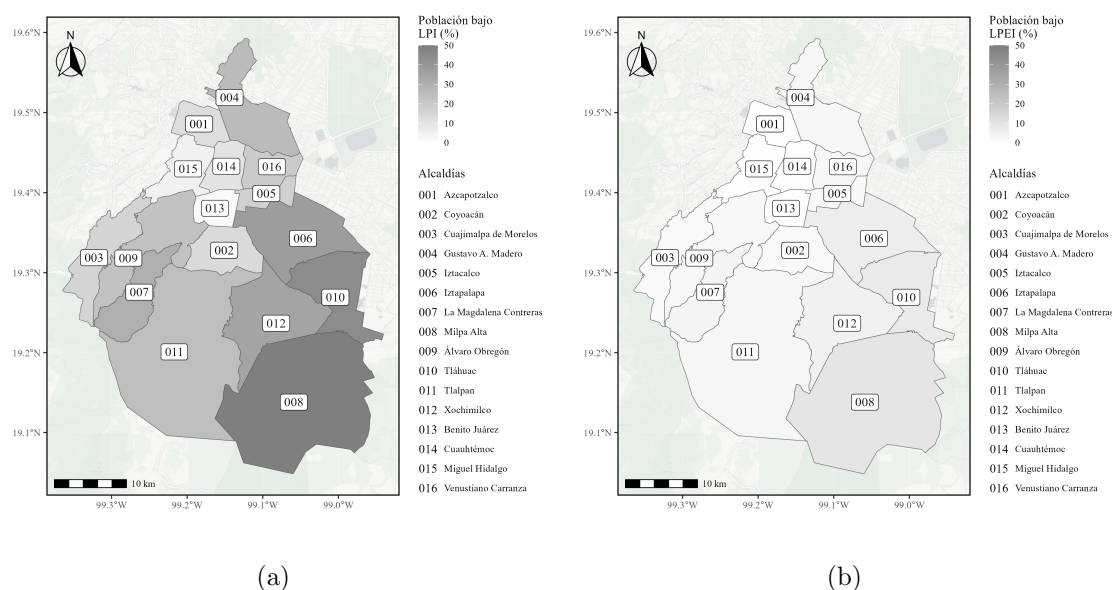 Población bajo
LPI (%)
50
40
30
20
10
0
N
19.6°N
19.5°N
19.4°N
19.3°N
19.2°N
19.1°N
004
001
015
014
016
005
013
002
006
003
009
007
010
012
011
008
10 km
99.3°W
99.2°W
99.1°W
99.0°W
Alcaldías
001 Azcapotzalco
002 Coyoacán
003 Cuajimalpa de Morelos
004 Gustavo A. Madero
005 Iztacalco
006 Iztapalapa
007 La Magdalena Contreras
008 Milpa Alta
009 Álvaro Obregón
010 Tláhuac
011 Tlalpan
012 Xochimilco
013 Benito Juárez
014 Cuauhtémoc
015 Miguel Hidalgo
016 Venustiano Carranza
(a)
Población bajo
LPEI (%)
50
40
30
20
10
0
N
19.6°N
19.5°N
19.4°N
19.3°N
19.2°N
19.1°N
004
001
015
014
016
005
013
002
006
003
009
007
010
012
011
008
10 km
99.3°W
99.2°W
99.1°W
99.0°W
Alcaldías
001 Azcapotzalco
002 Coyoacán
003 Cuajimalpa de Morelos
004 Gustavo A. Madero
005 Iztacalco
006 Iztapalapa
007 La Magdalena Contreras
008 Milpa Alta
009 Álvaro Obregón
010 Tláhuac
011 Tlalpan
012 Xochimilco
013 Benito Juárez
014 Cuauhtémoc
015 Miguel Hidalgo
016 Venustiano Carranza
(b)